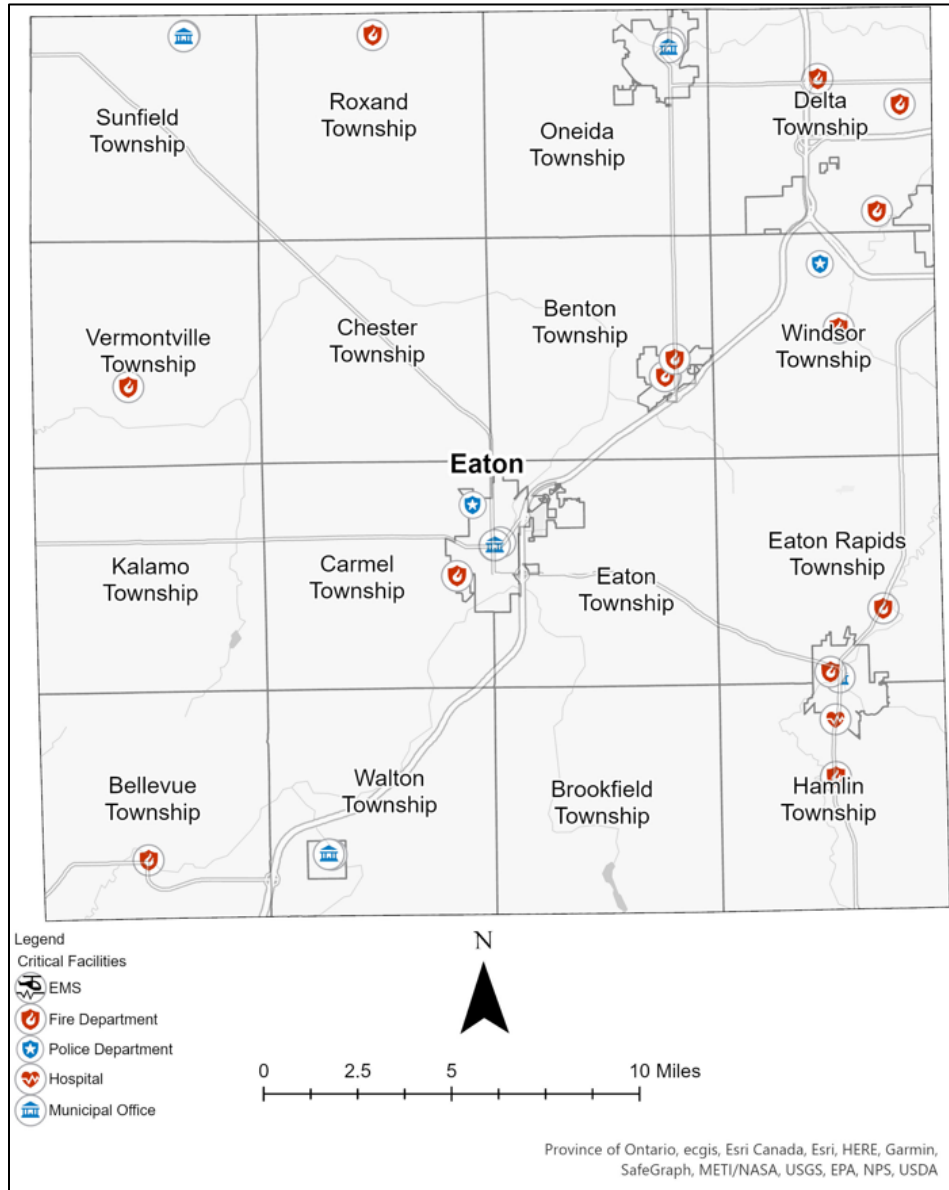 Sunfield
Township
Roxand
Township
Oneida
Township
Delta
Township
Vermontville
Township
Chester
Township
Benton
Township
Windsor
Township
Eaton
Kalamo
Township
Carmel
Township
Eaton
Township
Eaton Rapids
Township
Bellevue
Township
Walton
Township
Brookfield
Township
Hamlin
Township
Legend
Critical Facilities
EMS
Fire Department
Police Department
Hospital
Municipal Office
N
0 2.5 5 10 Miles
Province of Ontario, ecgis, Esri Canada, Esri, HERE, Garmin,
SafeGraph, METI/NASA, USGS, EPA, NPS, USDA